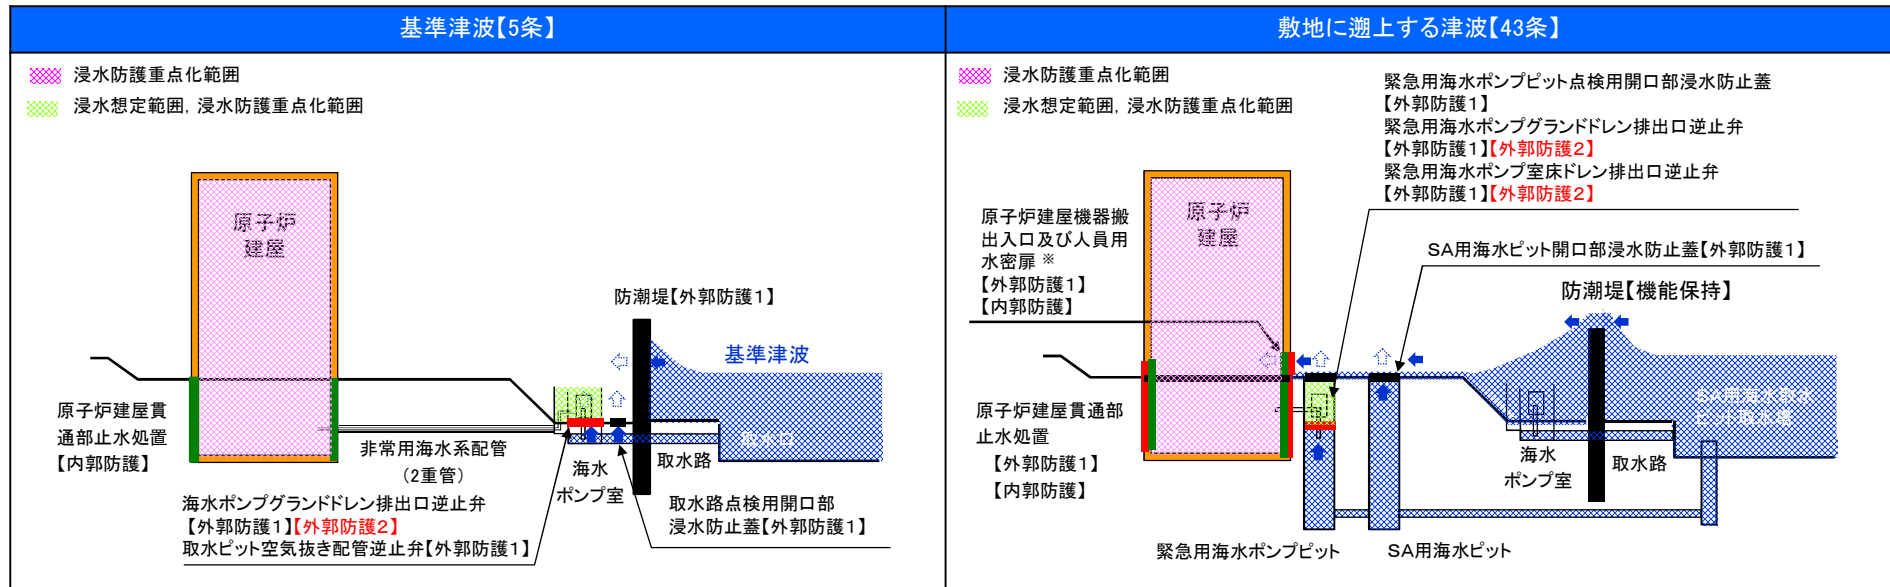 基準津波【5条】
浸水防護重点化範囲
浸水想定範囲, 浸水防護重点化範囲
原子炉
建屋
防潮堤【外郭防護1】
基準津波
原子炉建屋貫
通部止水処置
【内郭防護】
非常用海水系配管
(2重管)
海水
ポンプ室
取水路
取水口
海水ポンプグランドドレン排出口逆止弁
【外郭防護1】【外郭防護2】
取水ピット空気抜き配管逆止弁【外郭防護1】
取水路点検用開口部
浸水防止蓋【外郭防護1】
敷地に遡上する津波【43条】
浸水防護重点化範囲
浸水想定範囲, 浸水防護重点化範囲
緊急用海水ポンプピット点検用開口部浸水防止蓋
【外郭防護1】
緊急用海水ポンプグランドドレン排出口逆止弁
【外郭防護1】【外郭防護2】
緊急用海水ポンプ室床ドレン排出口逆止弁
【外郭防護1】【外郭防護2】
原子炉建屋機器搬
出入口及び人員用
水密扉※
【外郭防護1】
【内郭防護】
原子炉
建屋
SA用海水ピット開口部浸水防止蓋【外郭防護1】
防潮堤【機能保持】
原子炉建屋貫通部
止水処置
【外郭防護1】
【内郭防護】
SA用海水取水
ピット取水塔
海水
ポンプ室
取水路
緊急用海水ポンプピット
SA用海水ピット